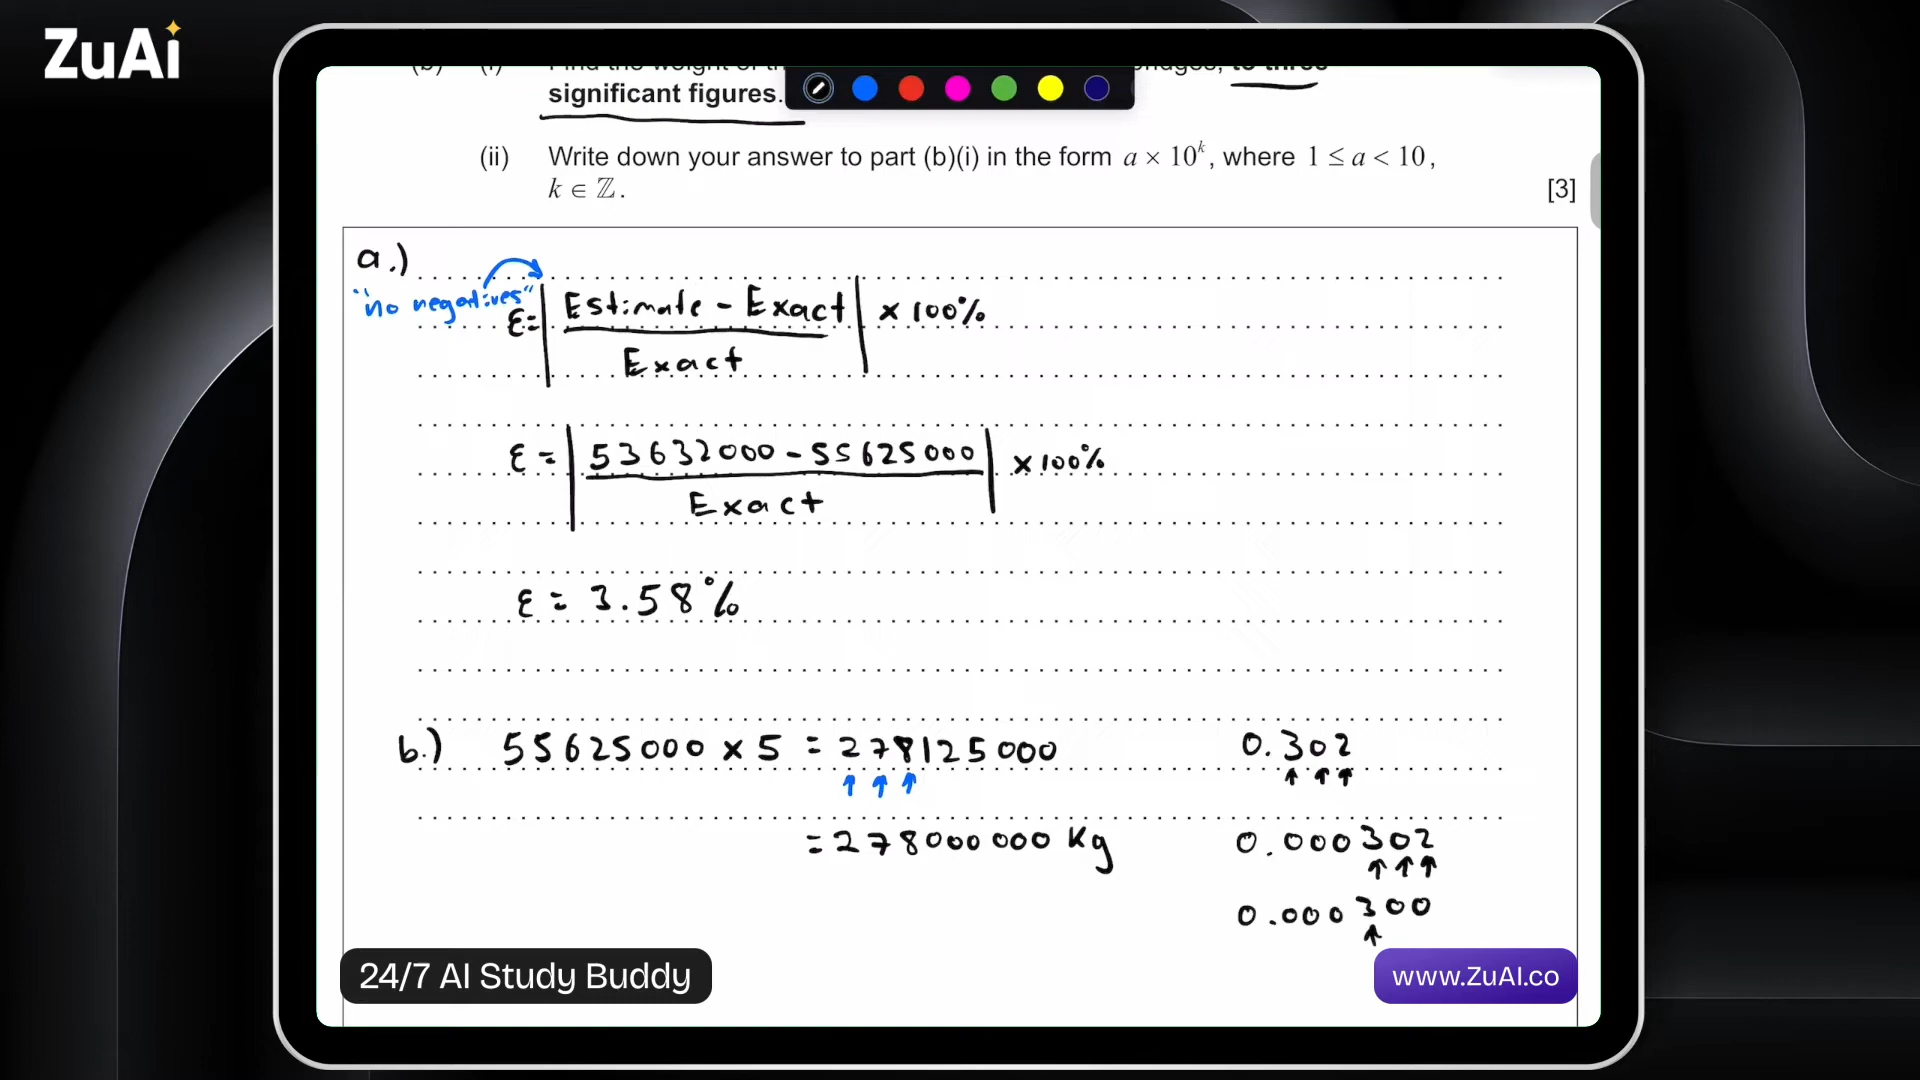 ZuAi
significant figures.
to three
(ii) Write down your answer to part (b)(i) in the form a × 10^k, where 1 ≤ a < 10,
k ∈ ℤ.
[3]
a.)
"no negatives"
ε= | Estimate - Exact / Exact | × 100%
ε = | 53632000 - 55625000 / Exact | × 100%
ε = 3.58%
b.) 55625000 × 5 = 278125000
= 278000000 Kg
0.302
0.000302
0.000300
24/7 AI Study Buddy
www.ZuAI.co